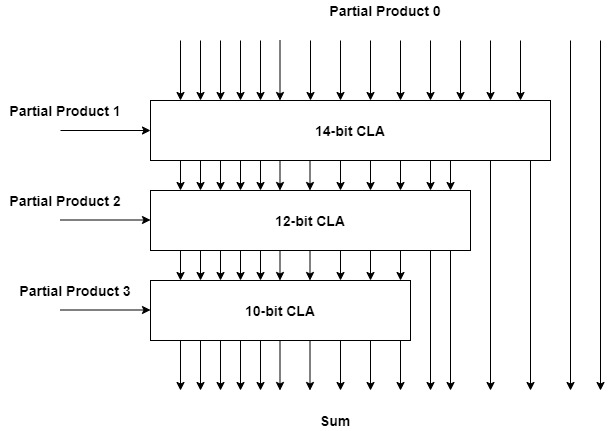 Partial Product 0
Partial Product 1
14-bit CLA
Partial Product 2
12-bit CLA
Partial Product 3
10-bit CLA
Sum